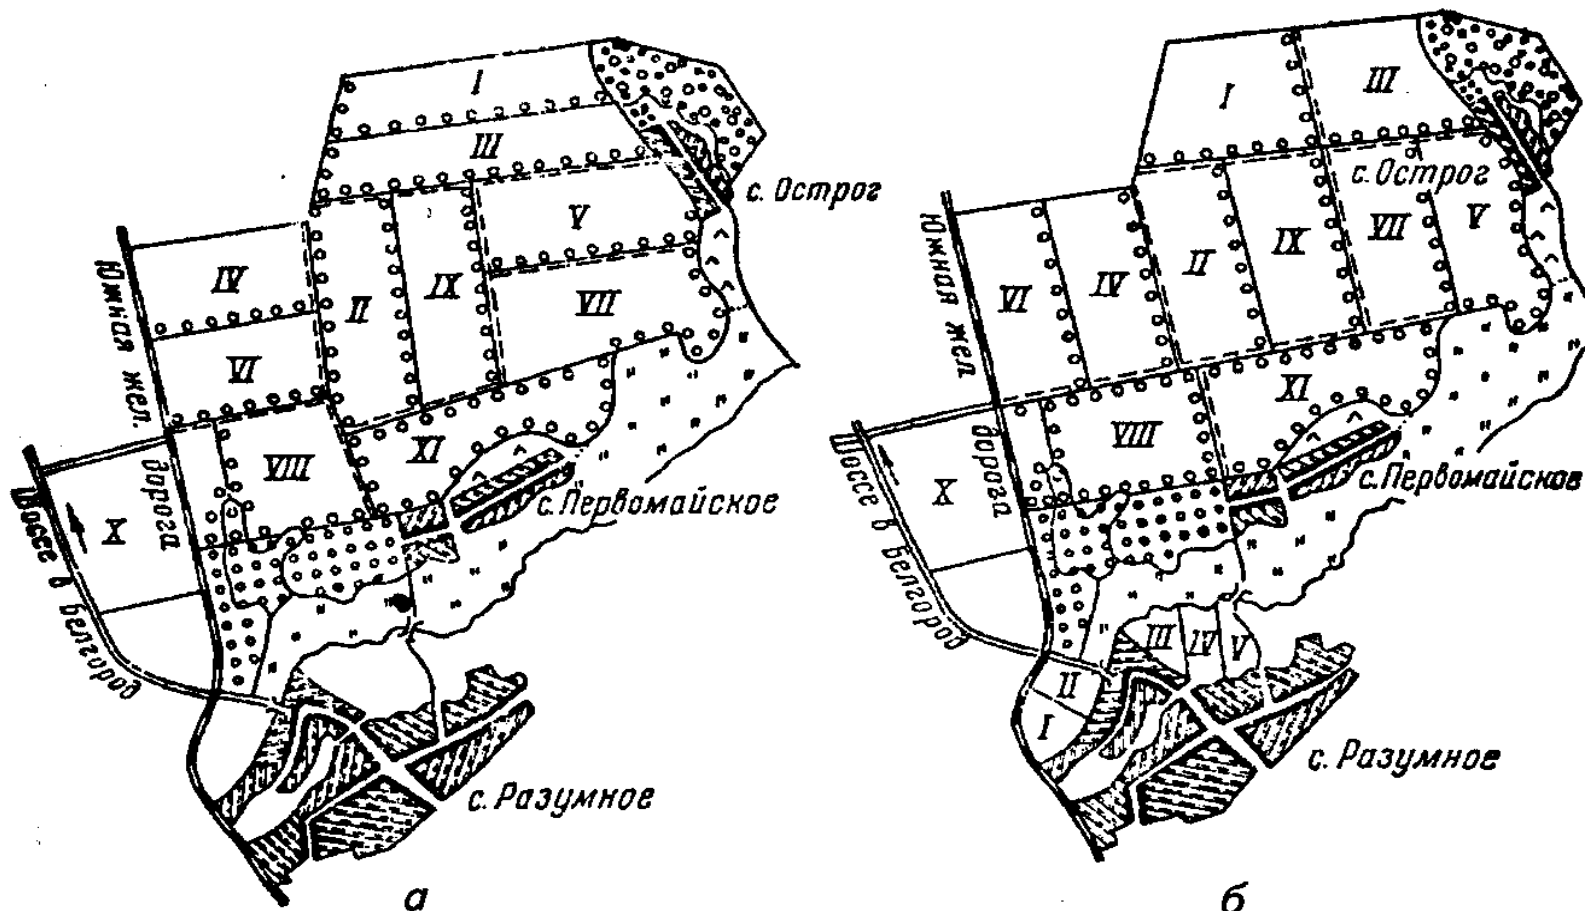 I
III
с. Острог
V
IV
II
IX
VII
VI
Южная жел. дорога
XI
VIII
с. Первомайское
X
Шоссе в Белгород
с. Разумное
а
I
III
с. Острог
V
VII
IX
II
IV
VI
Южная жел. дорога
XI
VIII
с. Первомайское
X
Шоссе в Белгород
III
IV
V
II
I
с. Разумное
б